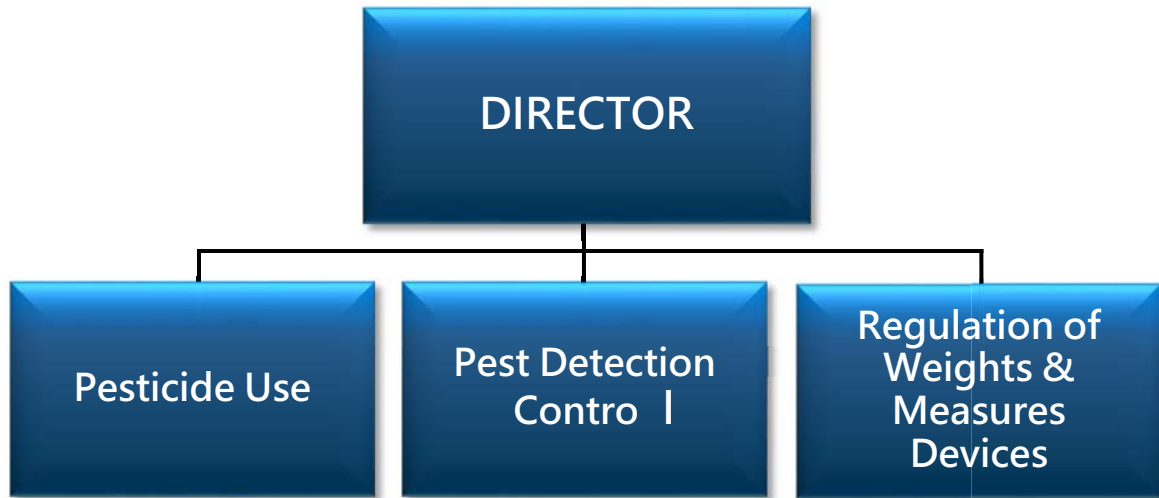 DIRECTOR
Pesticide Use
Pest Detection
Contro l
Regulation of
Weights &
Measures
Devices